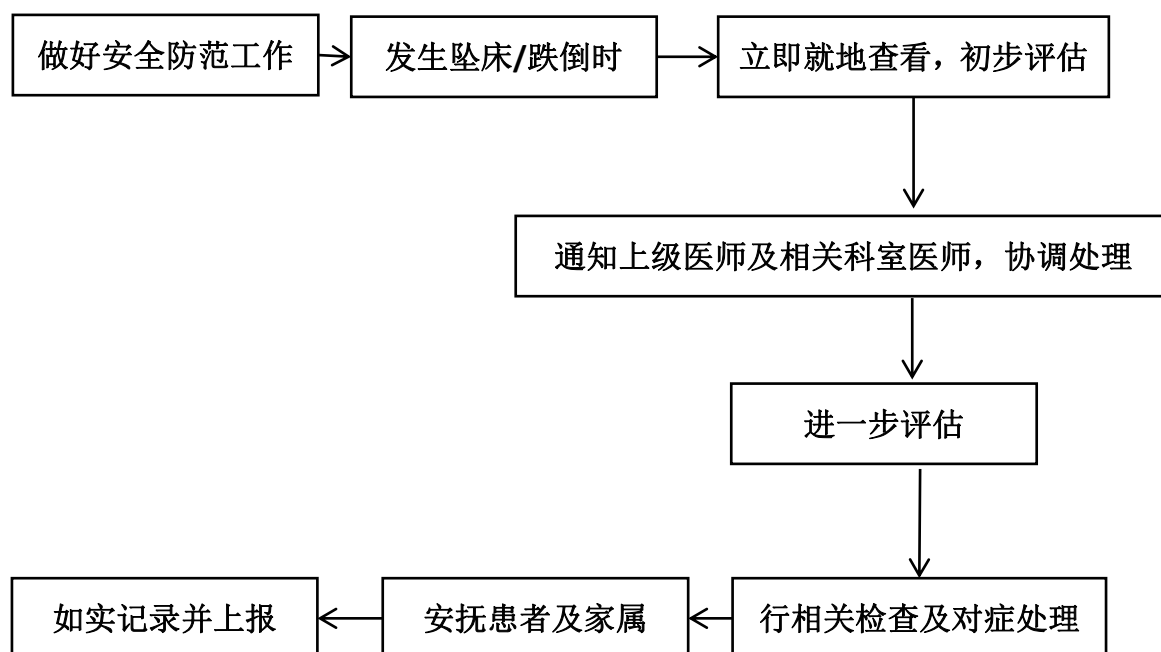 做好安全防范工作
发生坠床/跌倒时
立即就地查看，初步评估
通知上级医师及相关科室医师，协调处理
进一步评估
行相关检查及对症处理
安抚患者及家属
如实记录并上报